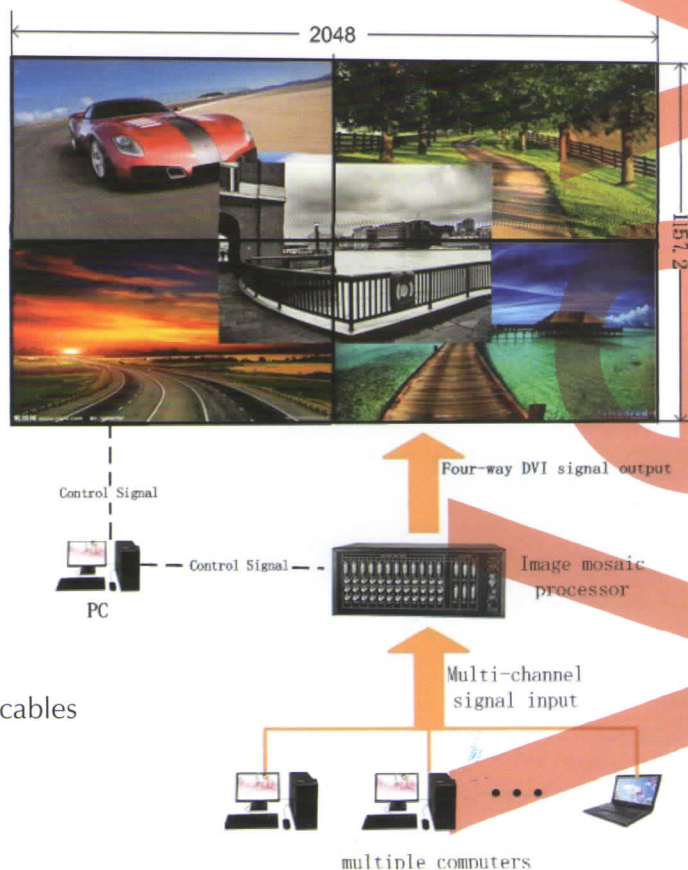 2048
1157.2
Four-way DVI signal output
Control Signal
Control Signal
Image mosaic
processor
PC
Multi-channel
signal input
cables
multiple computers